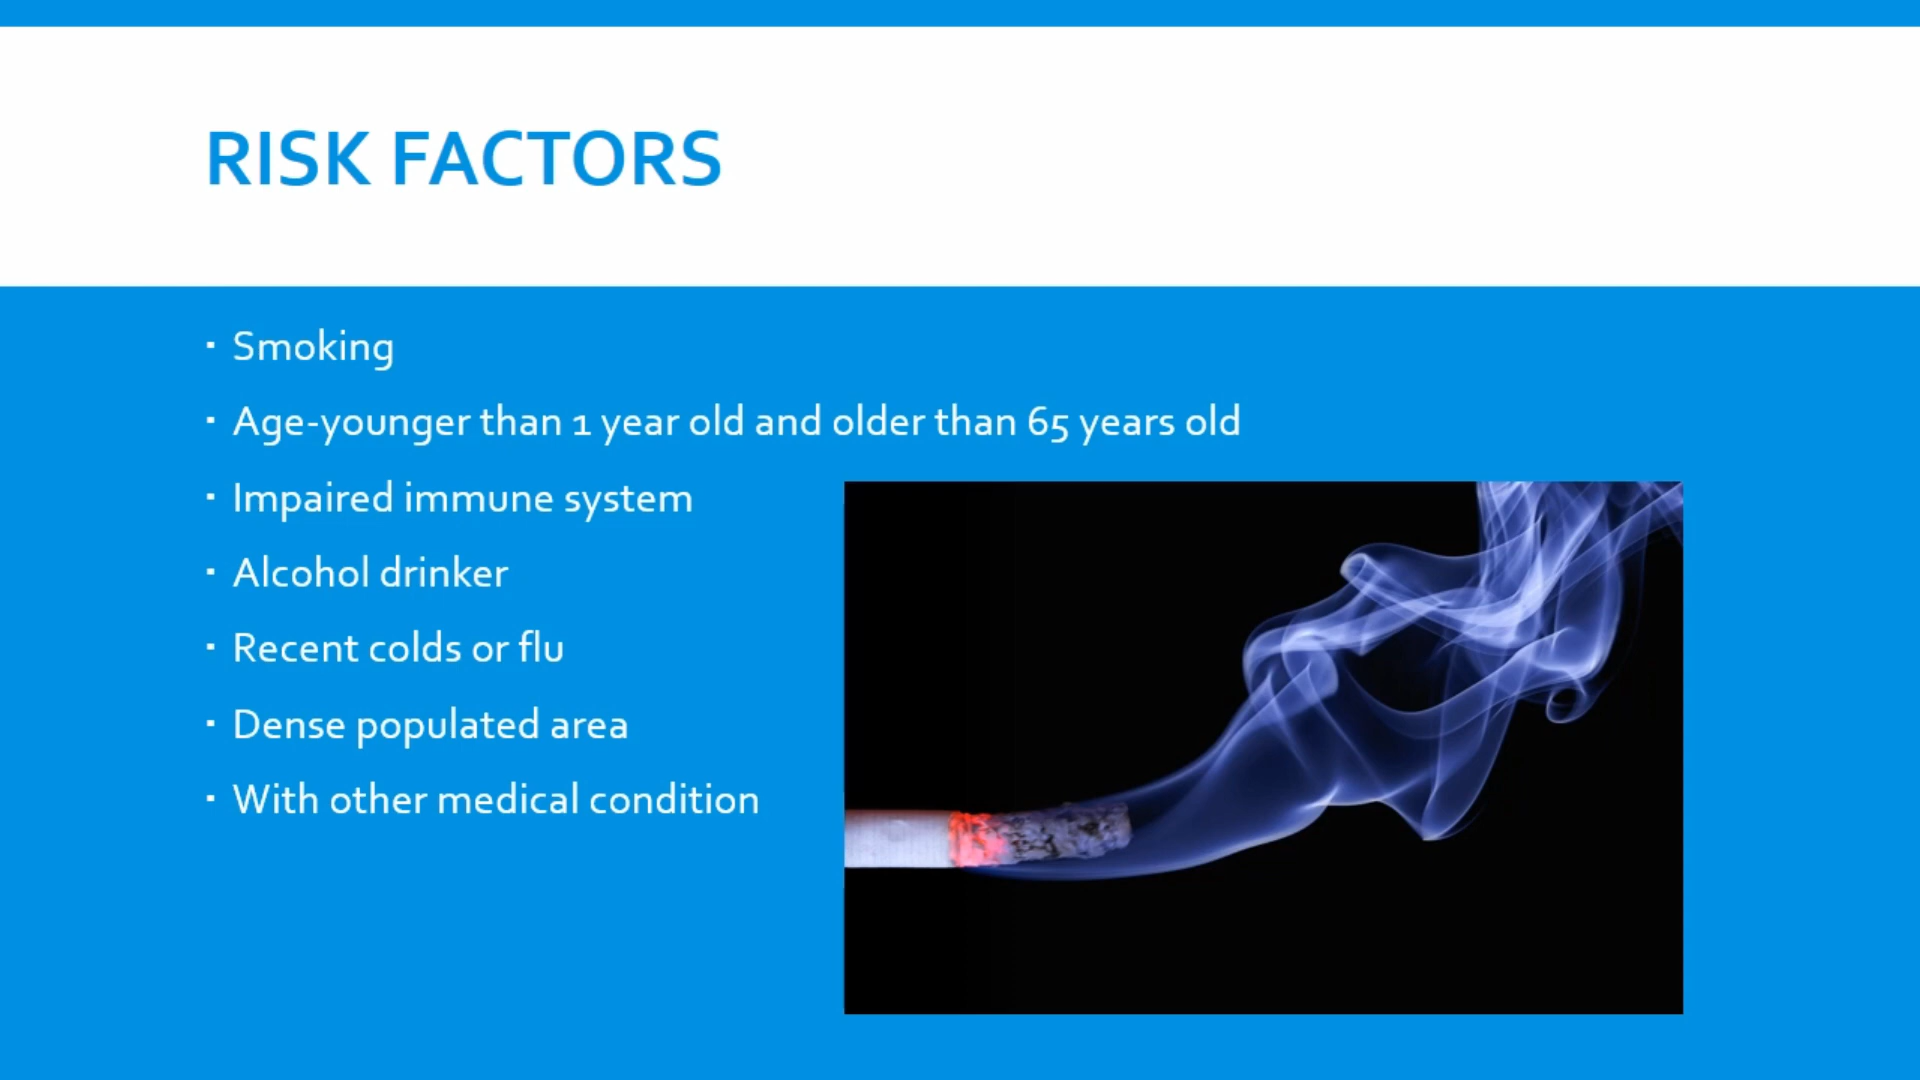 RISK FACTORS
▪ Smoking
▪ Age-younger than 1 year old and older than 65 years old
▪ Impaired immune system
▪ Alcohol drinker
▪ Recent colds or flu
▪ Dense populated area
▪ With other medical condition